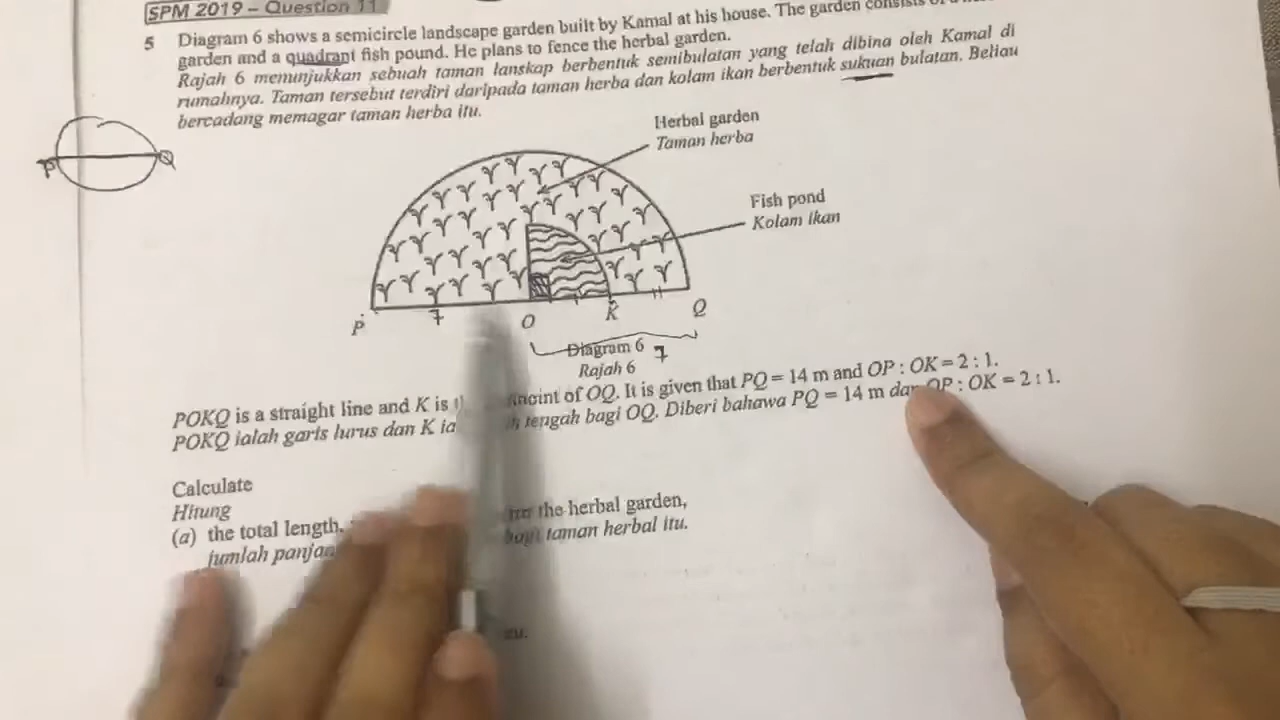 SPM 2019 – Question 11
5 Diagram 6 shows a semicircle landscape garden built by Kamal at his house. The garden consists of a
garden and a quadrant fish pound. He plans to fence the herbal garden.
Rajah 6 menunjukkan sebuah taman lanskap berbentuk semibulatan yang telah dibina oleh Kamal di
rumahnya. Taman tersebut terdiri daripada taman herba dan kolam ikan berbentuk sukuan bulatan. Beliau
bercadang memagar taman herba itu.
P Q
Herbal garden
Taman herba
Fish pond
Kolam ikan
P 7 O K Q
Diagram 6 7
Rajah 6
POKQ is a straight line and K is of OQ. It is given that PQ = 14 m and OP : OK = 2 : 1.
POKQ ialah garis lurus dan K tengah bagi OQ. Diberi bahawa PQ = 14 m dan OP : OK = 2 : 1.
Calculate
Hitung
(a) the total length, the herbal garden,
jumlah bagi taman herbal itu.